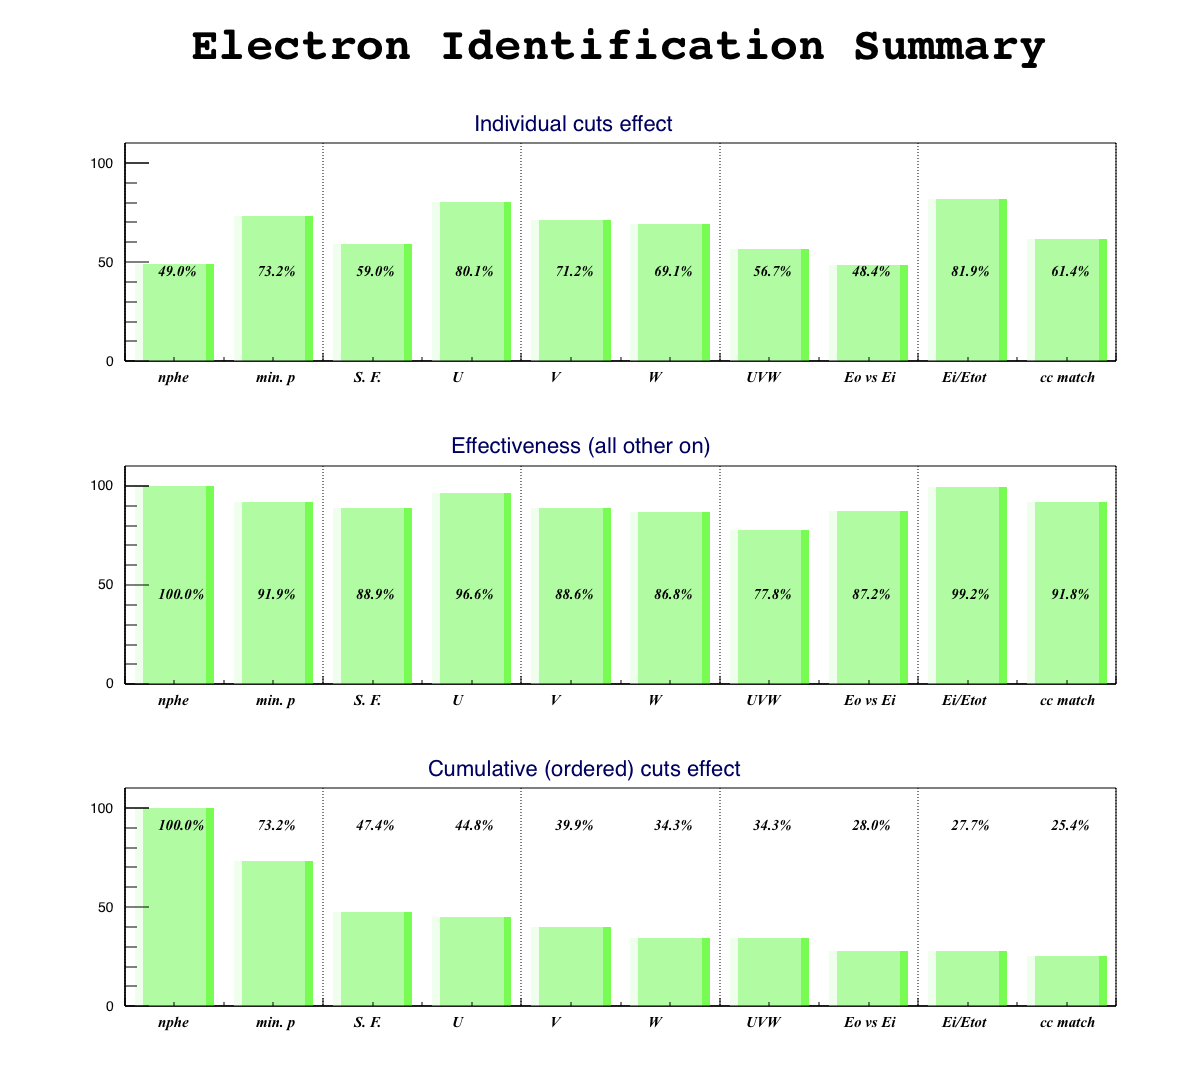 Electron Identification Summary
Individual cuts effect
100
50
0
49.0% 73.2% 59.0% 80.1% 71.2% 69.1% 56.7% 48.4% 81.9% 61.4%
nphe min. p S. F. U V W UVW Eo vs Ei Ei/Etot cc match
Effectiveness (all other on)
100
50
0
100.0% 91.9% 88.9% 96.6% 88.6% 86.8% 77.8% 87.2% 99.2% 91.8%
nphe min. p S. F. U V W UVW Eo vs Ei Ei/Etot cc match
Cumulative (ordered) cuts effect
100
100.0% 73.2% 47.4% 44.8% 39.9% 34.3% 34.3% 28.0% 27.7% 25.4%
50
0
nphe min. p S. F. U V W UVW Eo vs Ei Ei/Etot cc match